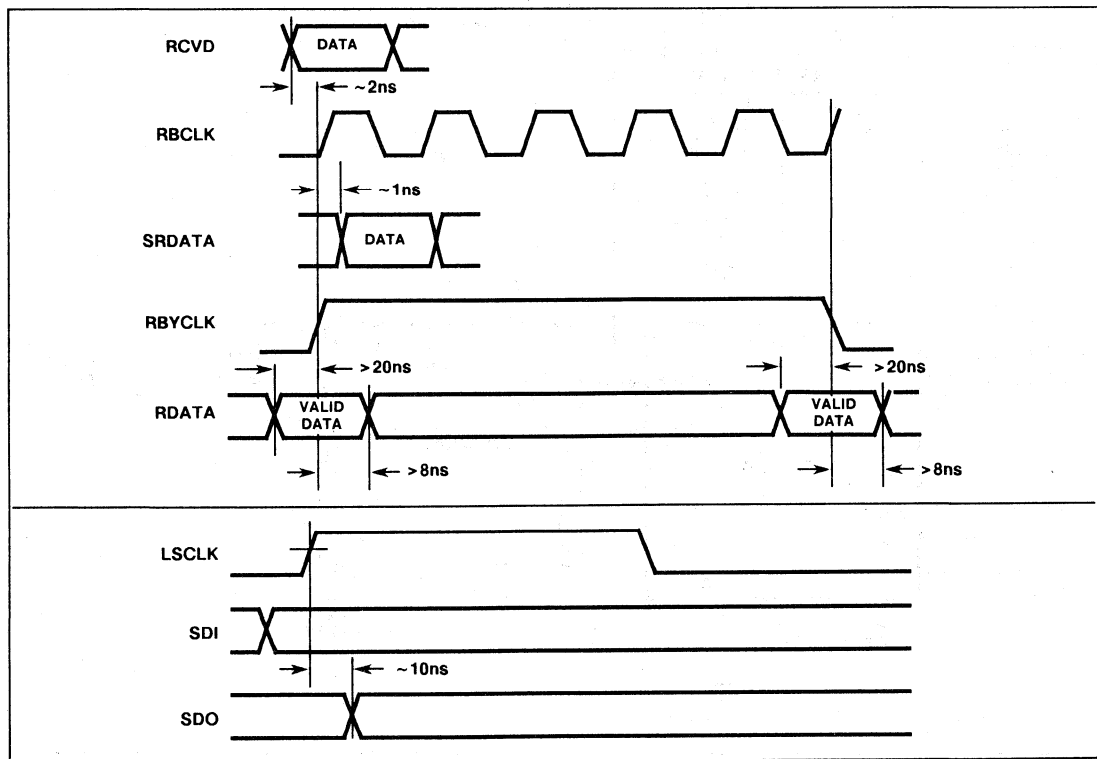 RCVD
DATA
~2ns
RBCLK
~1ns
SRDATA
DATA
RBYCLK
>20ns
>20ns
RDATA
VALID
DATA
VALID
DATA
>8ns
>8ns
LSCLK
SDI
~10ns
SDO